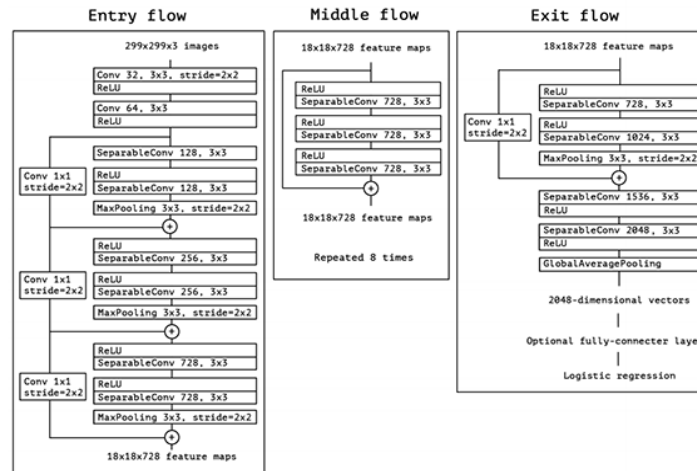 Entry flow
299x299x3 images
Conv 32, 3x3, stride=2x2
ReLU
Conv 64, 3x3
ReLU
SeparableConv 128, 3x3
Conv 1x1
stride=2x2
ReLU
SeparableConv 128, 3x3
MaxPooling 3x3, stride=2x2
+
ReLU
SeparableConv 256, 3x3
Conv 1x1
stride=2x2
ReLU
SeparableConv 256, 3x3
MaxPooling 3x3, stride=2x2
+
ReLU
SeparableConv 728, 3x3
Conv 1x1
stride=2x2
ReLU
SeparableConv 728, 3x3
MaxPooling 3x3, stride=2x2
+
18x18x728 feature maps
Middle flow
18x18x728 feature maps
ReLU
SeparableConv 728, 3x3
ReLU
SeparableConv 728, 3x3
ReLU
SeparableConv 728, 3x3
+
18x18x728 feature maps
Repeated 8 times
Exit flow
18x18x728 feature maps
ReLU
SeparableConv 728, 3x3
Conv 1x1
stride=2x2
ReLU
SeparableConv 1024, 3x3
MaxPooling 3x3, stride=2x2
+
SeparableConv 1536, 3x3
ReLU
SeparableConv 2048, 3x3
ReLU
GlobalAveragePooling
2048-dimensional vectors
Optional fully-connecter laye
Logistic regression